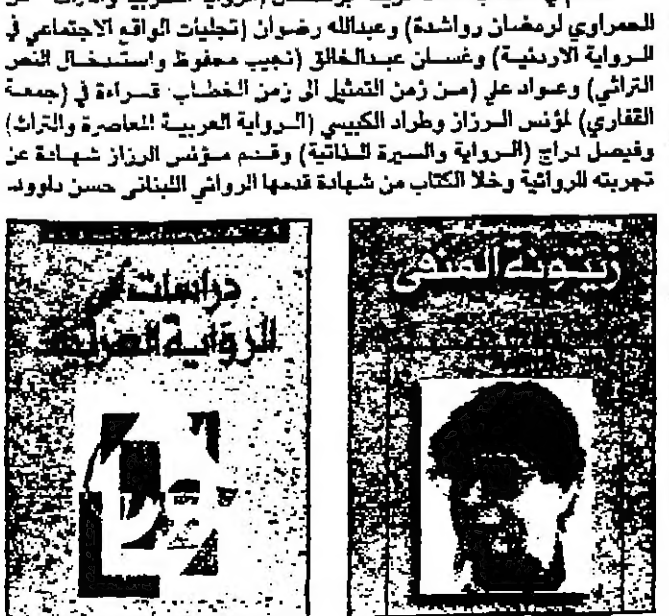 الحمراوي لرمضان رواشدة) وعبدالله رضوان (تجليات الواقع الاجتماعي في
الرواية الاردنية) وغسان عبدالخالق (نجيب محفوظ واستدخال النص
التراثي) وعواد علي (من زمن التمثيل الى زمن الخطاب. قراءة في (جمعة
القفاري) لمؤنس الرزاز وطراد الكبيسي (الرواية العربية المعاصرة والتراث)
وفيصل دراج (الرواية والسيرة الذاتية) وقدم مؤنس الرزاز شهادة عن
تجربته الروائية وخلا الكتاب من شهادة قدمها الروائي اللبناني حسن داوود.
زيتونة المنفى
دراسات في
الرواية العربية